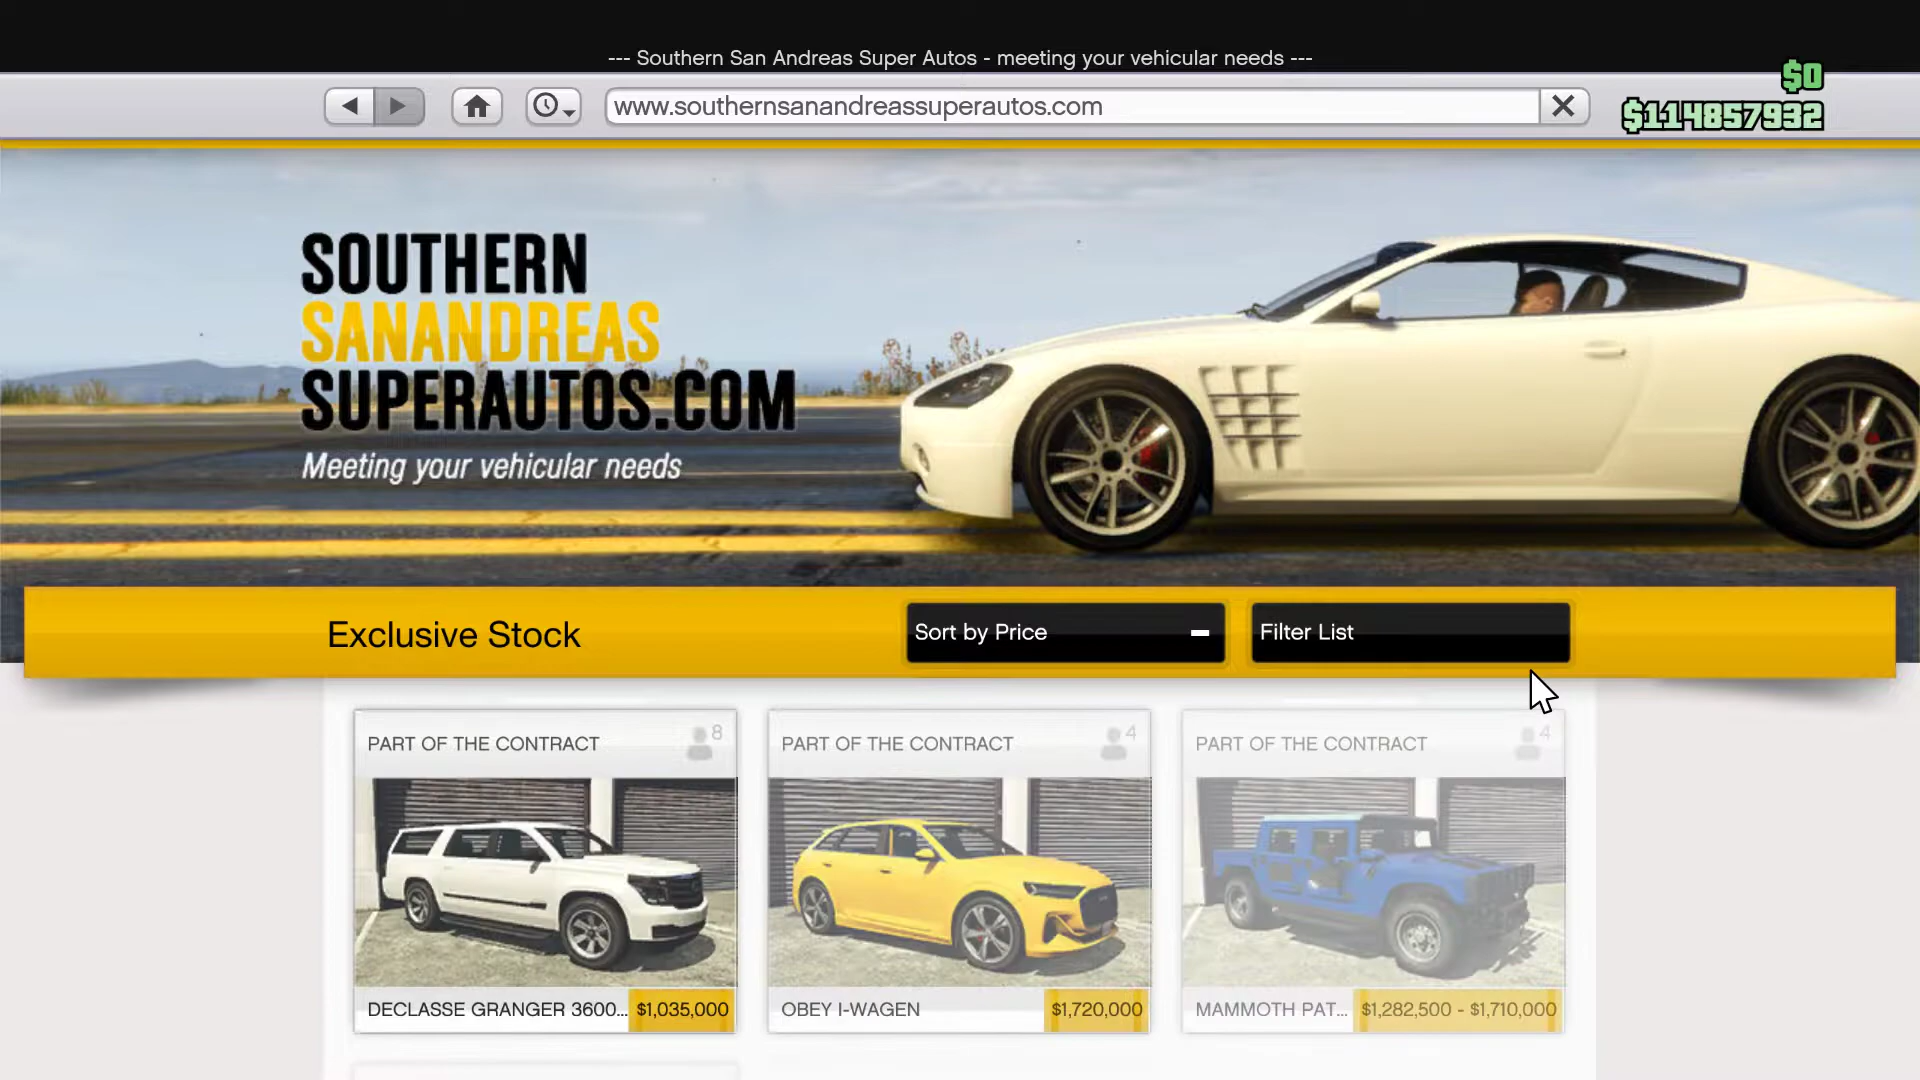 --- Southern San Andreas Super Autos - meeting your vehicular needs ---
$0
www.southernsanandreassuperautos.com
$114857932
SOUTHERN
SANANDREAS
SUPERAUTOS.COM
Meeting your vehicular needs
Exclusive Stock
Sort by Price
Filter List
PART OF THE CONTRACT 8
PART OF THE CONTRACT 4
PART OF THE CONTRACT 4
DECLASSE GRANGER 3600... $1,035,000
OBEY I-WAGEN $1,720,000
MAMMOTH PAT... $1,282,500 - $1,710,000